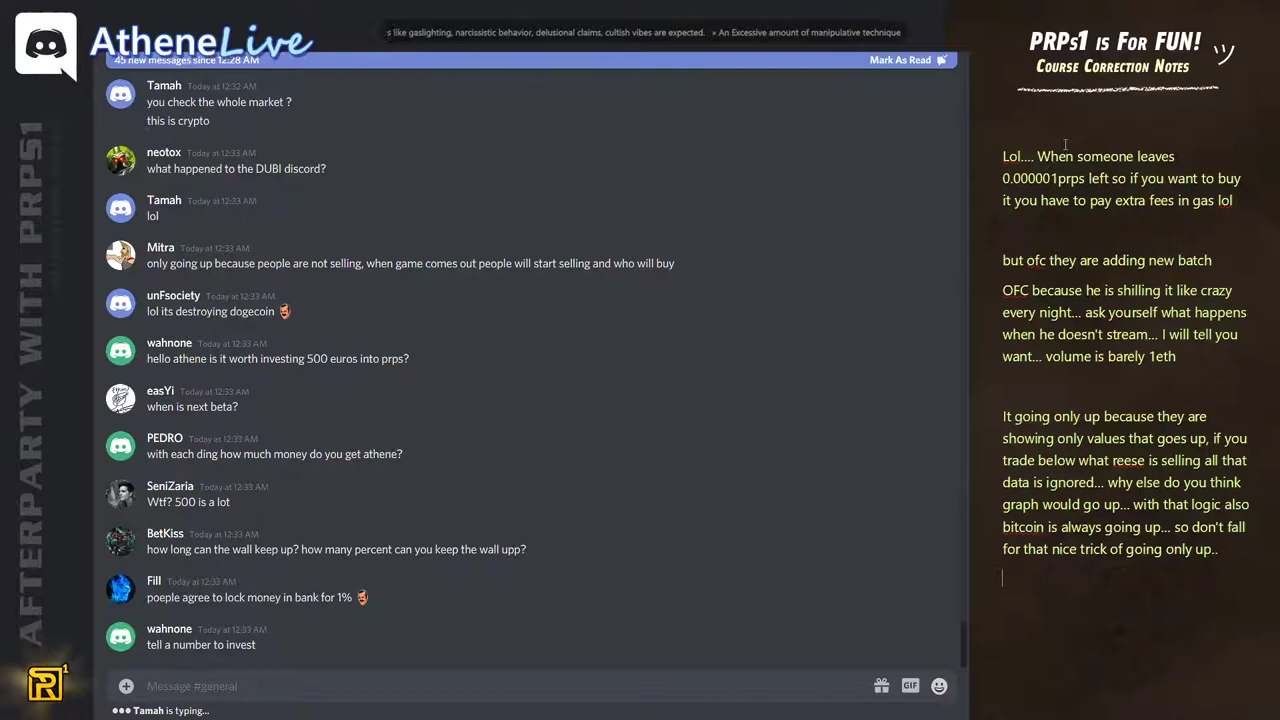 AtheneLive
s like gaslighting, narcissistic behavior, delusional claims, cultish vibes are expected. » An Excessive amount of manipulative technique
45 new messages since 12:28 AM
Mark As Read
Tamah Today at 12:32 AM
you check the whole market ?
this is crypto
neotox Today at 12:33 AM
what happened to the DUBI discord?
Tamah Today at 12:33 AM
lol
Mitra Today at 12:33 AM
only going up because people are not selling, when game comes out people will start selling and who will buy
unFsociety Today at 12:33 AM
lol its destroying dogecoin
wahnone Today at 12:33 AM
hello athene is it worth investing 500 euros into prps?
easYi Today at 12:33 AM
when is next beta?
PEDRO Today at 12:33 AM
with each ding how much money do you get athene?
SeniZaria Today at 12:33 AM
Wtf? 500 is a lot
BetKiss Today at 12:33 AM
how long can the wall keep up? how many percent can you keep the wall upp?
Fill Today at 12:33 AM
poeple agree to lock money in bank for 1%
wahnone Today at 12:33 AM
tell a number to invest
Message #general
GIF
Tamah is typing...
AFTERPARTY WITH PRPS1
R1
PRPs1 is For FUN!
Course Correction Notes
Lol.... When someone leaves
0.000001prps left so if you want to buy
it you have to pay extra fees in gas lol
but ofc they are adding new batch
OFC because he is shilling it like crazy
every night... ask yourself what happens
when he doesn't stream... I will tell you
want... volume is barely 1eth
It going only up because they are
showing only values that goes up, if you
trade below what reese is selling all that
data is ignored... why else do you think
graph would go up... with that logic also
bitcoin is always going up... so don't fall
for that nice trick of going only up..